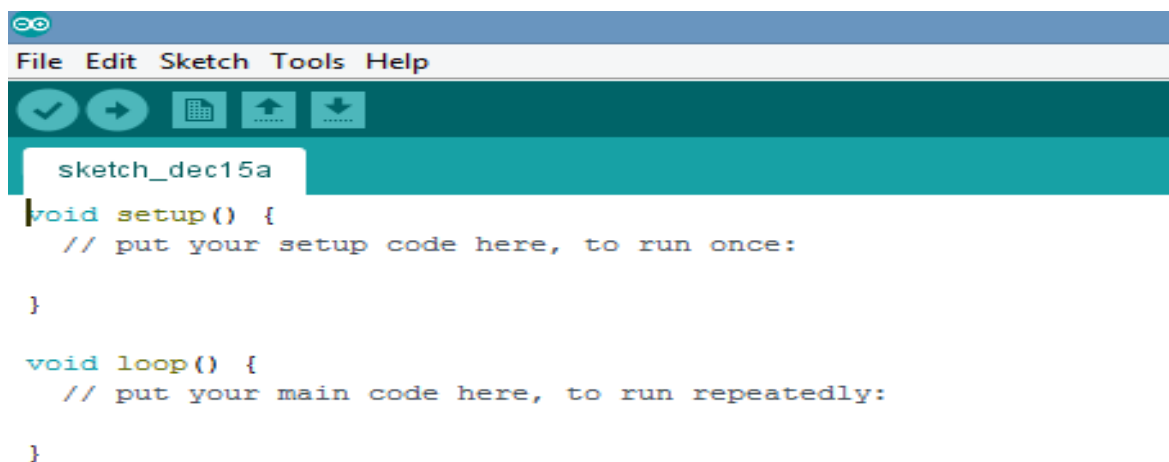 File Edit Sketch Tools Help
sketch_dec15a
void setup() {
  // put your setup code here, to run once:
}
void loop() {
  // put your main code here, to run repeatedly:
}